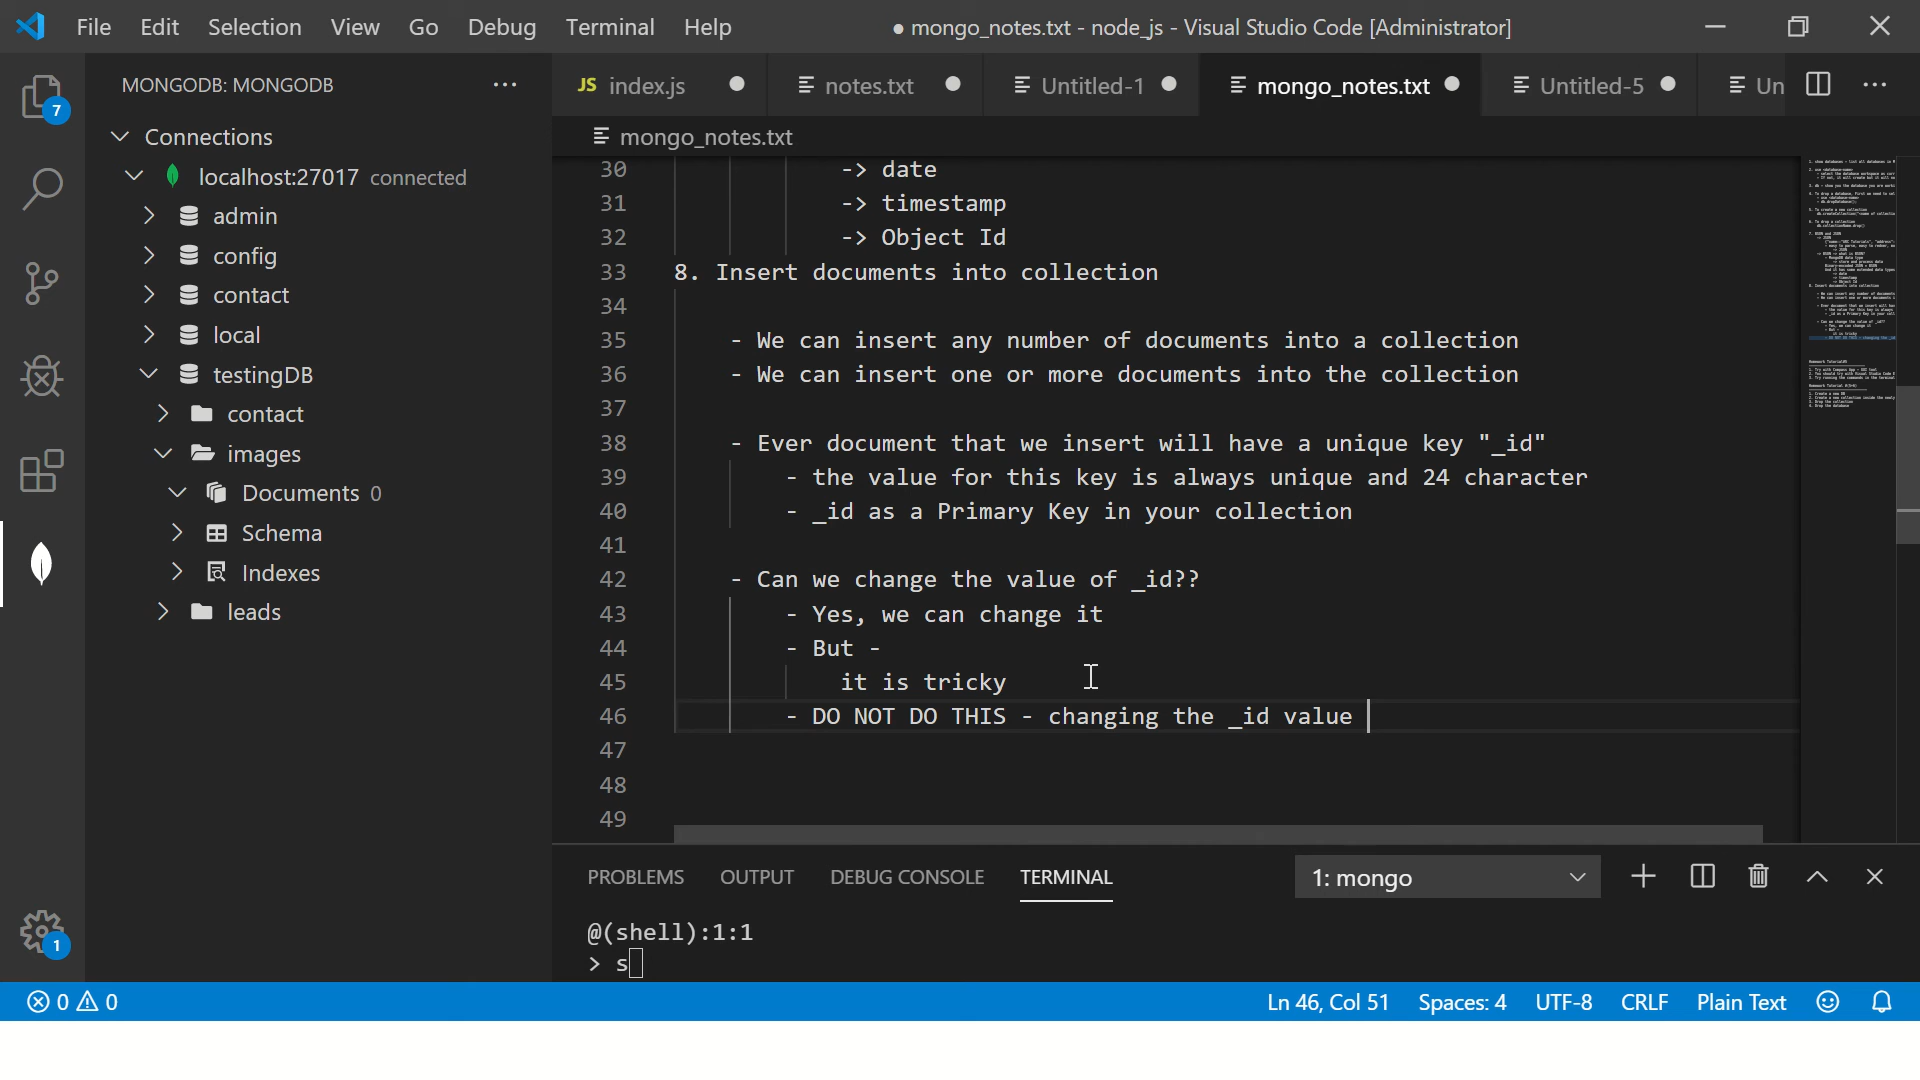 File Edit Selection View Go Debug Terminal Help ● mongo_notes.txt - node_js - Visual Studio Code [Administrator]
7
MONGODB: MONGODB
Connections
localhost:27017 connected
admin
config
contact
local
testingDB
contact
images
Documents 0
Schema
Indexes
leads
1
JS index.js notes.txt Untitled-1 mongo_notes.txt Untitled-5 Un
mongo_notes.txt
30 -> date
31 -> timestamp
32 -> Object Id
33 8. Insert documents into collection
34
35 - We can insert any number of documents into a collection
36 - We can insert one or more documents into the collection
37
38 - Ever document that we insert will have a unique key "_id"
39 - the value for this key is always unique and 24 character
40 - _id as a Primary Key in your collection
41
42 - Can we change the value of _id??
43 - Yes, we can change it
44 - But -
45 it is tricky
46 - DO NOT DO THIS - changing the _id value
47
48
49
PROBLEMS OUTPUT DEBUG CONSOLE TERMINAL 1: mongo
@(shell):1:1
> s
0 0 Ln 46, Col 51 Spaces: 4 UTF-8 CRLF Plain Text